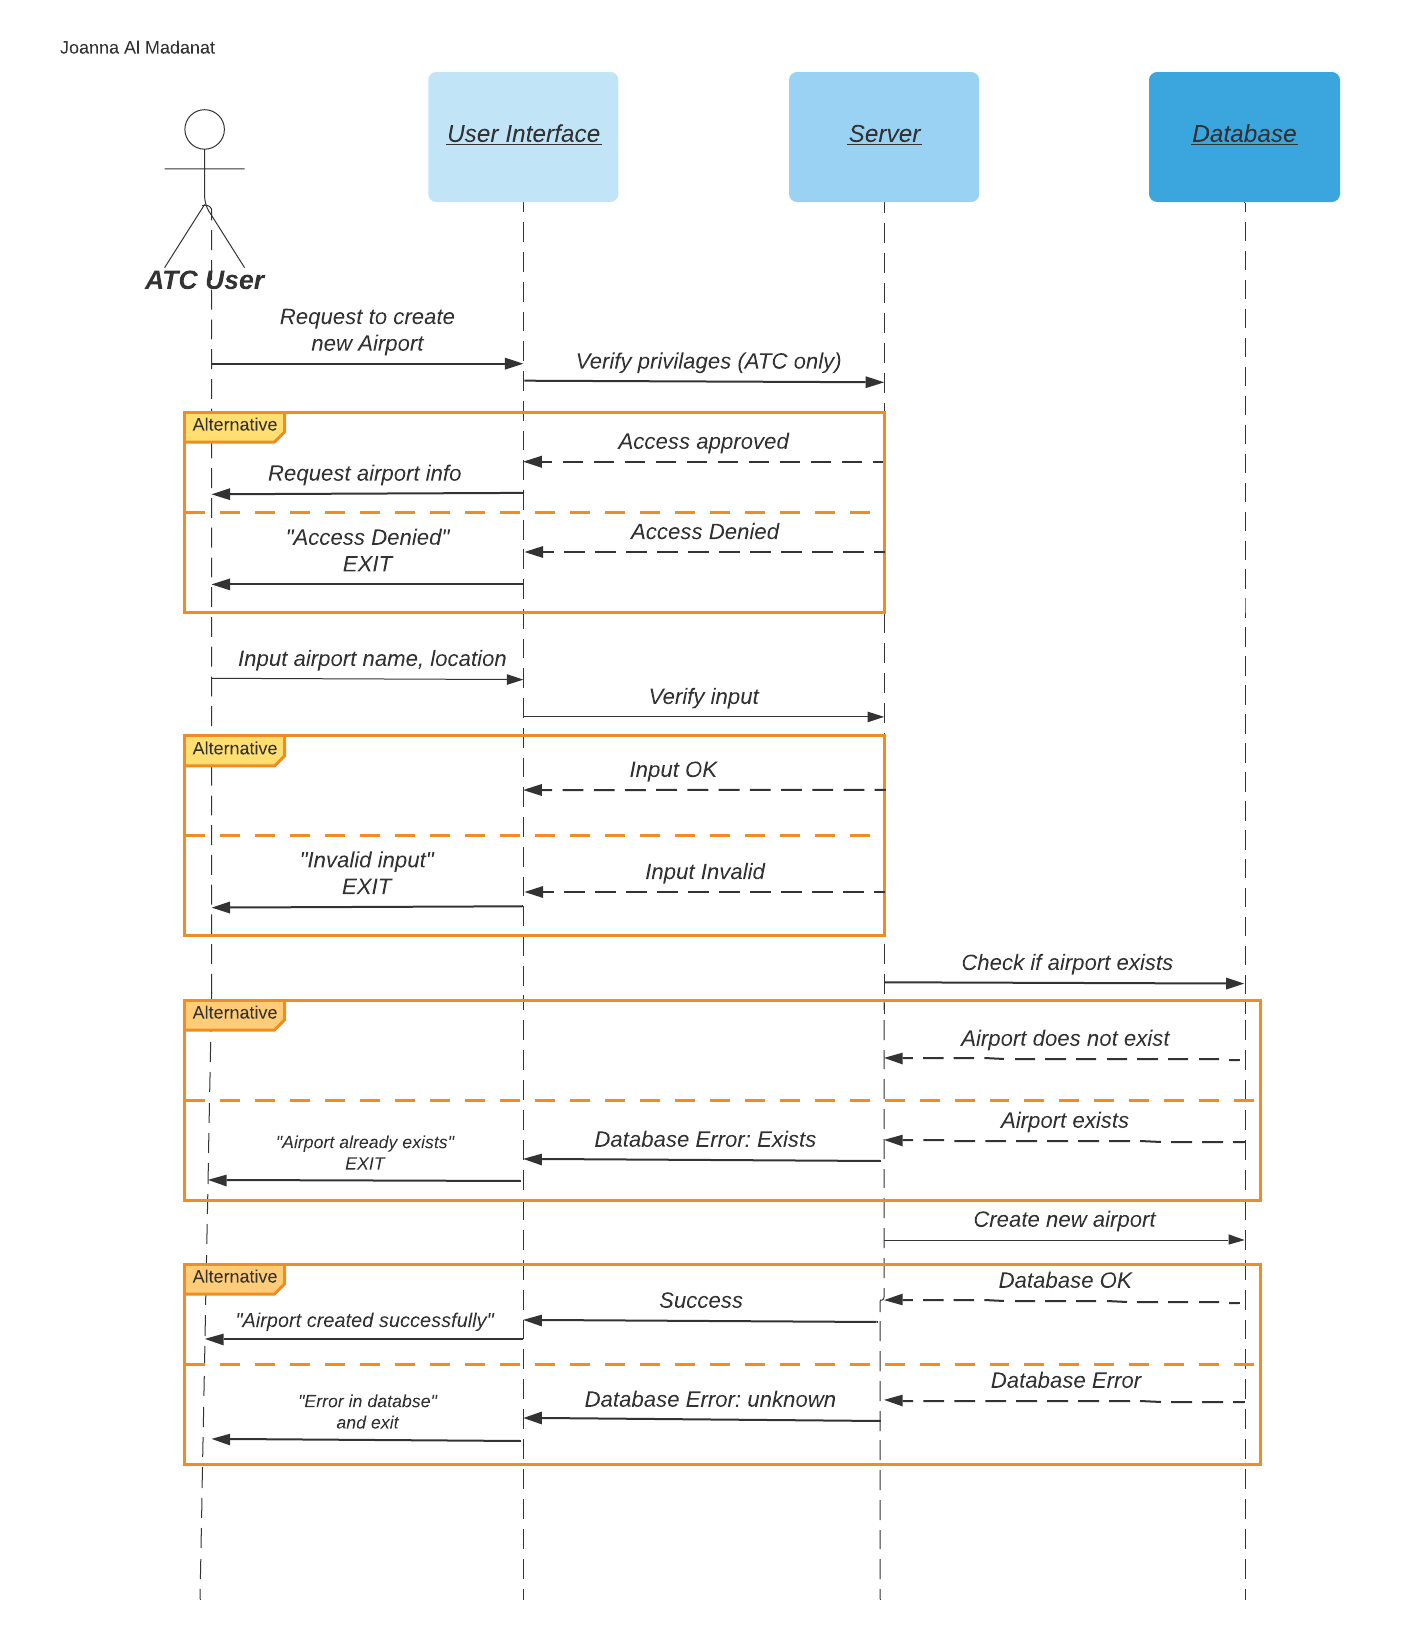 Joanna Al Madanat
User Interface
Server
Database
ATC User
Request to create
new Airport
Verify privilages (ATC only)
Alternative
Access approved
Request airport info
Access Denied
"Access Denied"
EXIT
Input airport name, location
Verify input
Alternative
Input OK
"Invalid input"
EXIT
Input Invalid
Check if airport exists
Alternative
Airport does not exist
Airport exists
Database Error: Exists
"Airport already exists"
EXIT
Create new airport
Alternative
Database OK
Success
"Airport created successfully"
Database Error
Database Error: unknown
"Error in databse"
and exit